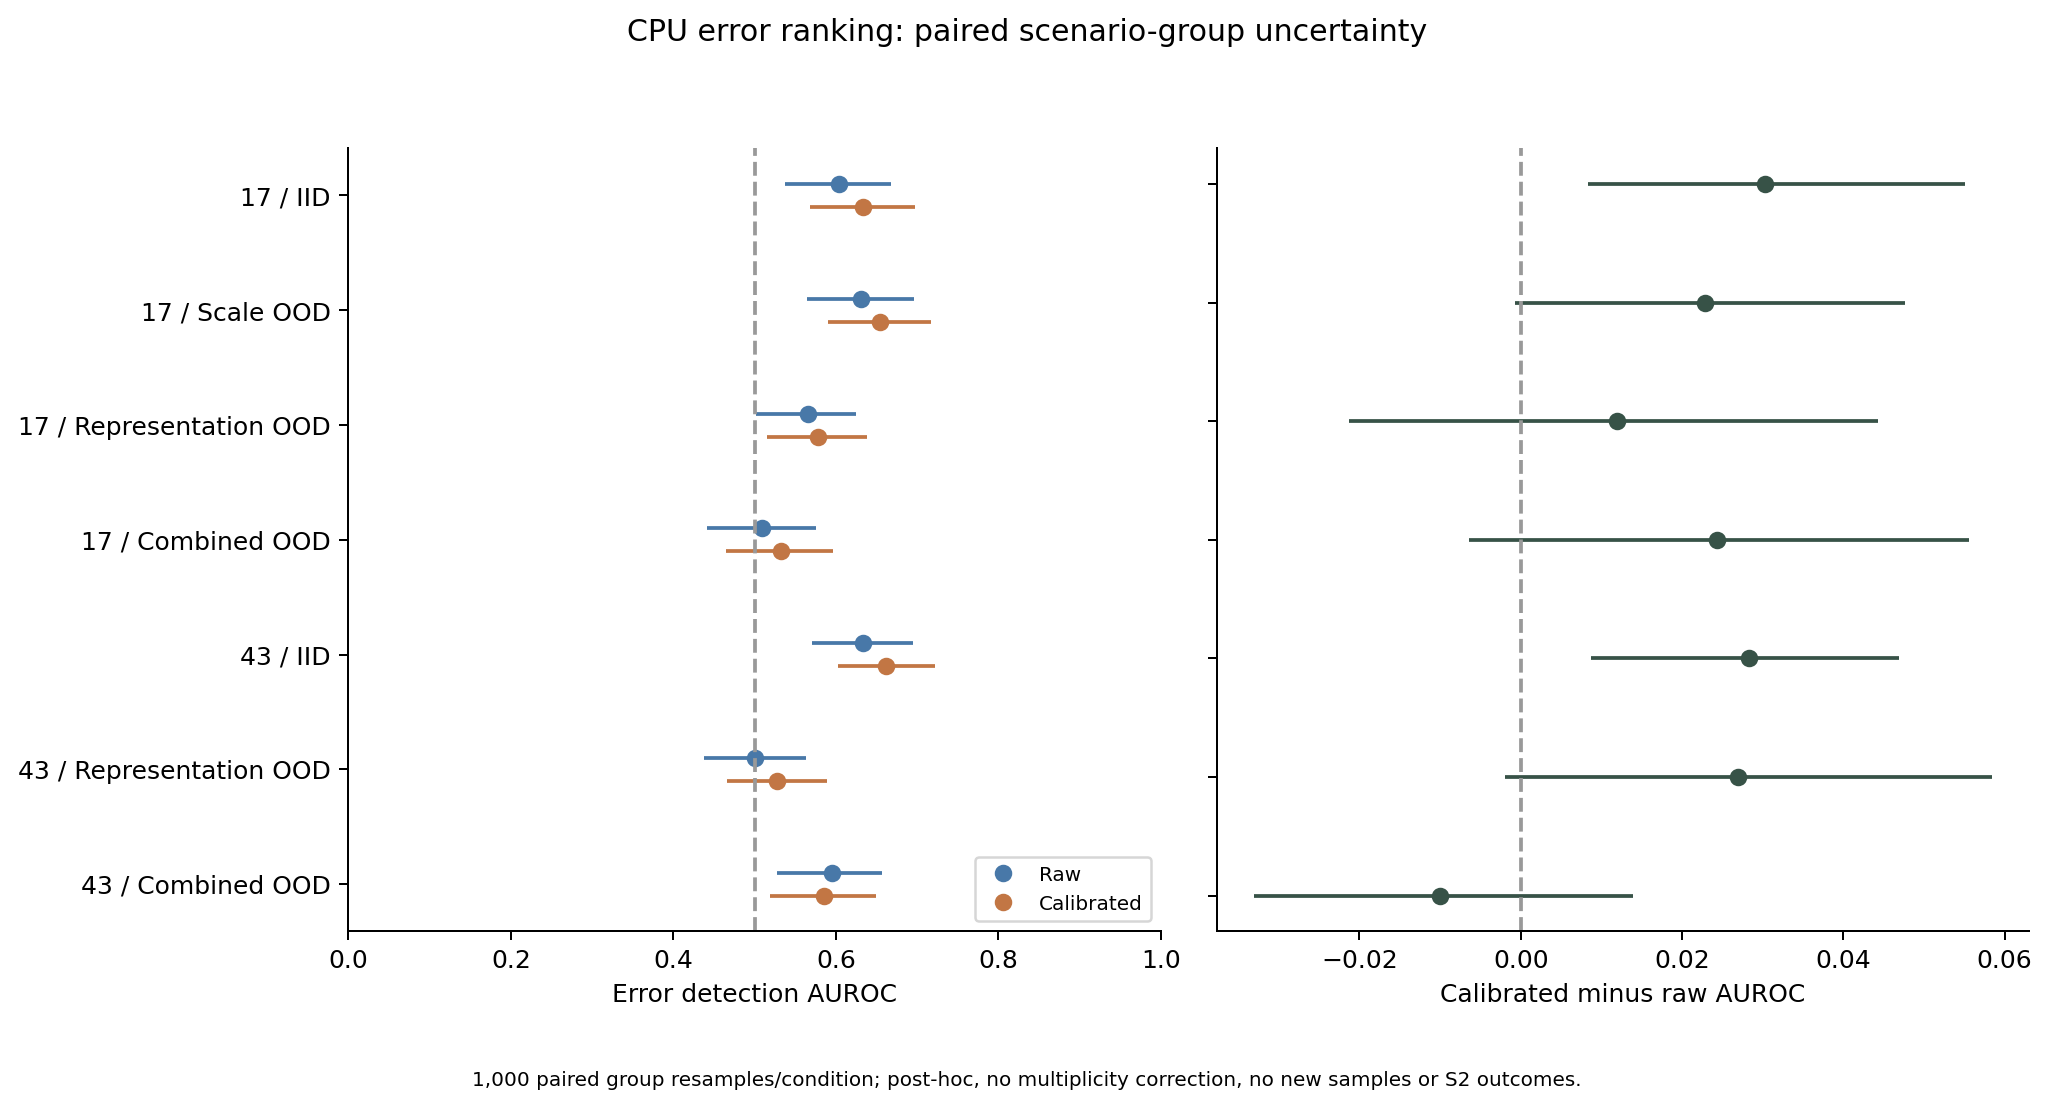 CPU error ranking: paired scenario-group uncertainty
17 / IID
17 / Scale OOD
17 / Representation OOD
17 / Combined OOD
43 / IID
43 / Representation OOD
43 / Combined OOD
Raw
Calibrated
0.0 0.2 0.4 0.6 0.8 1.0
Error detection AUROC
−0.02 0.00 0.02 0.04 0.06
Calibrated minus raw AUROC
1,000 paired group resamples/condition; post-hoc, no multiplicity correction, no new samples or S2 outcomes.